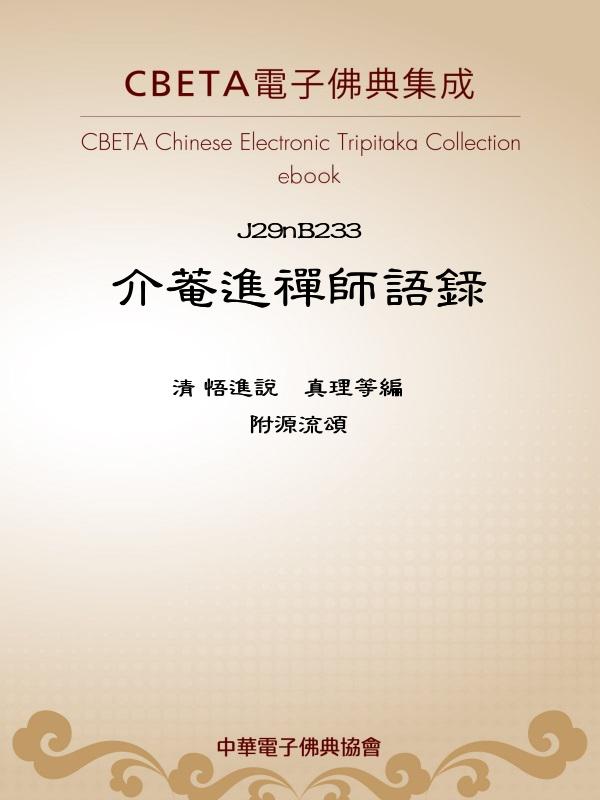 CBETA電子佛典集成
CBETA Chinese Electronic Tripitaka Collection
ebook
J29nB233
介菴進禪師語錄
清 悟進說　真理等編
附源流頌
中華電子佛典協會